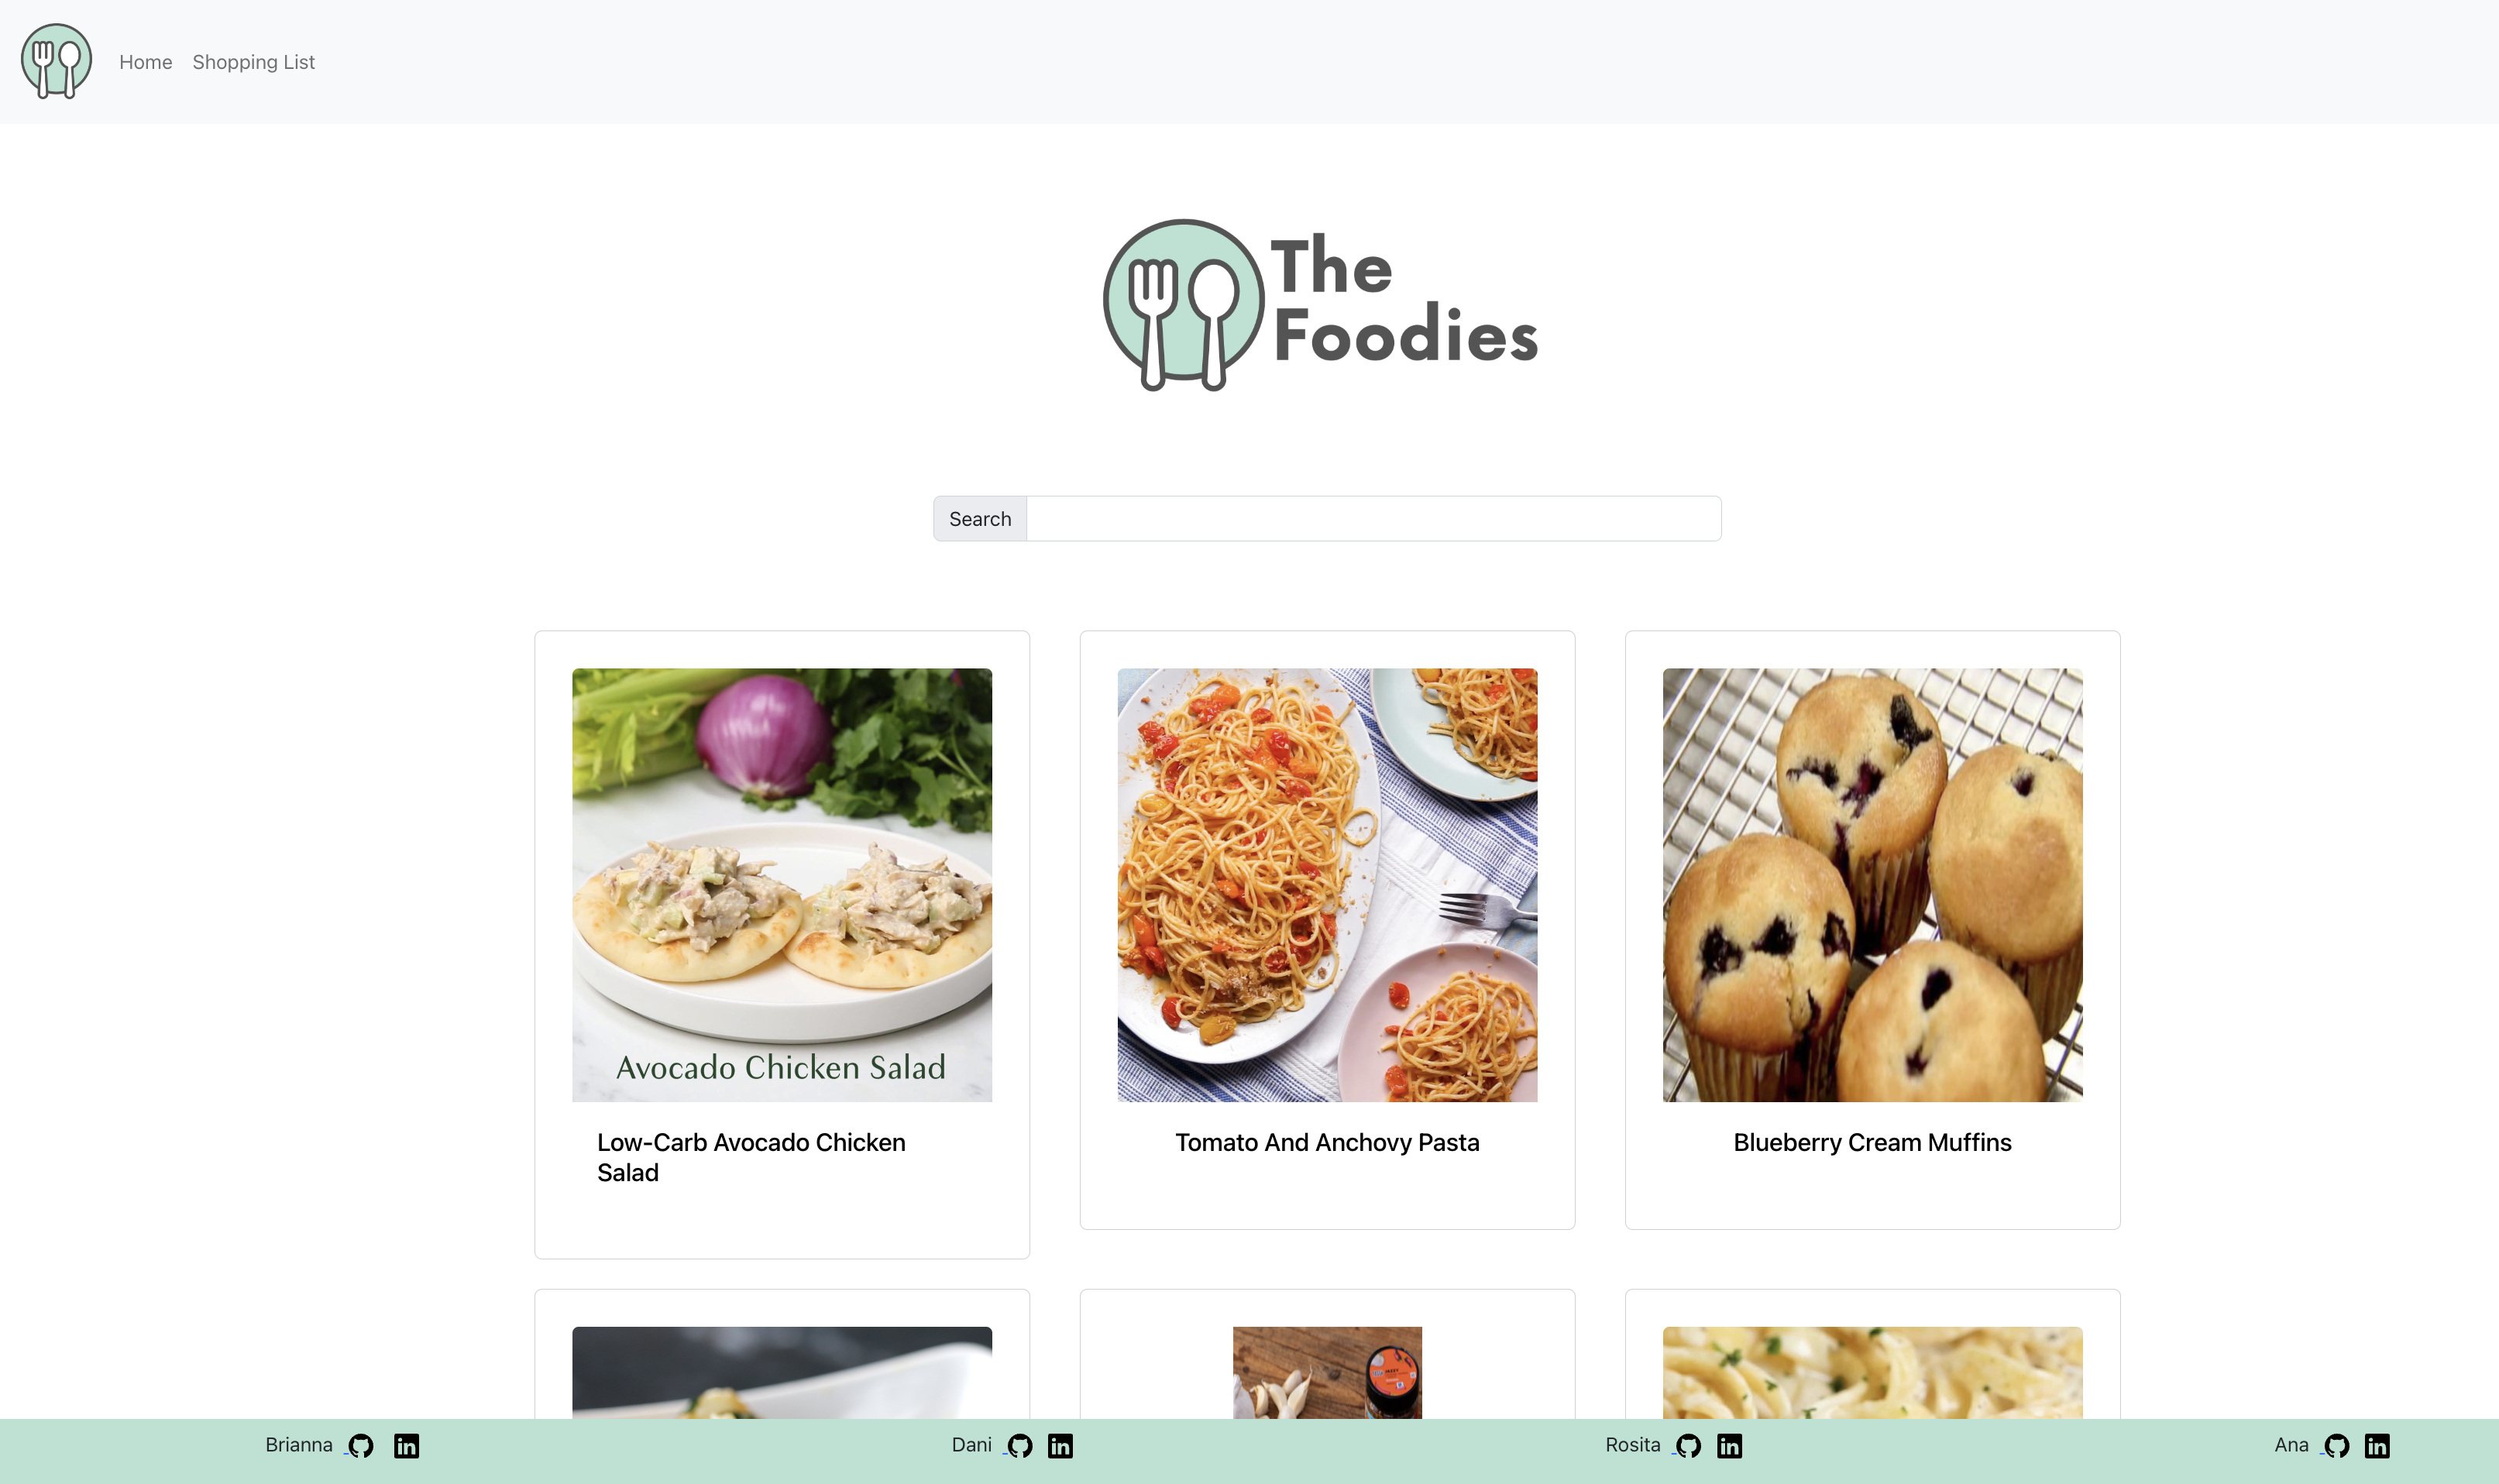 Home Shopping List
The
Foodies
Search
Avocado Chicken Salad
Low-Carb Avocado Chicken
Salad
Tomato And Anchovy Pasta
Blueberry Cream Muffins
Brianna Dani Rosita Ana